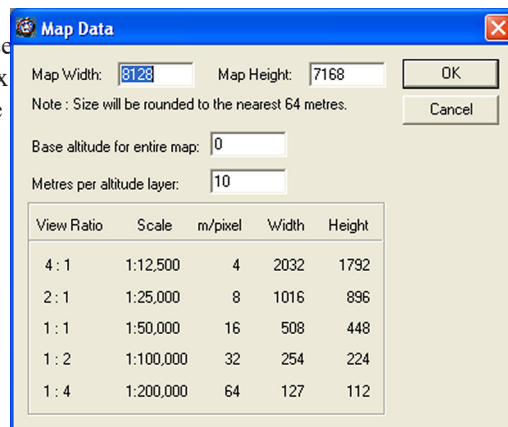 Map Data
Map Width: 8128 Map Height: 7168 OK
Note : Size will be rounded to the nearest 64 metres. Cancel
Base altitude for entire map: 0
Metres per altitude layer: 10
View Ratio Scale m/pixel Width Height
4 : 1 1:12,500 4 2032 1792
2 : 1 1:25,000 8 1016 896
1 : 1 1:50,000 16 508 448
1 : 2 1:100,000 32 254 224
1 : 4 1:200,000 64 127 112